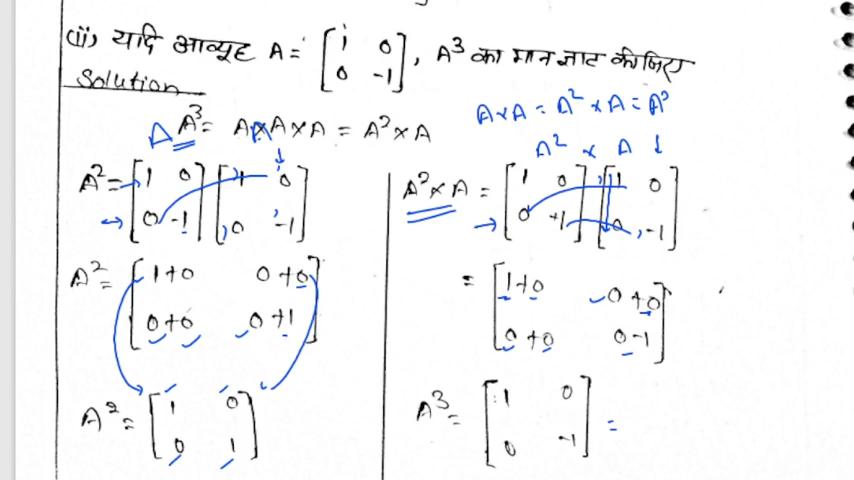 (ii) यदि आव्यूह A = [1 0; 0 -1], A³ का मान ज्ञाट कीजिए
Solution
A×A = A²×A = A³
A A³ = A×A×A = A²×A
A² × A
A² = [1 0; 0 -1] [1 0; 0 -1]
A²×A = [1 0; 0 +1] [1 0; 0 -1]
A² = [1+0 0+0; 0+0 0+1]
= [1+0 0+0; 0+0 0-1]
A² = [1 0; 0 1]
A³ = [1 0; 0 -1] =